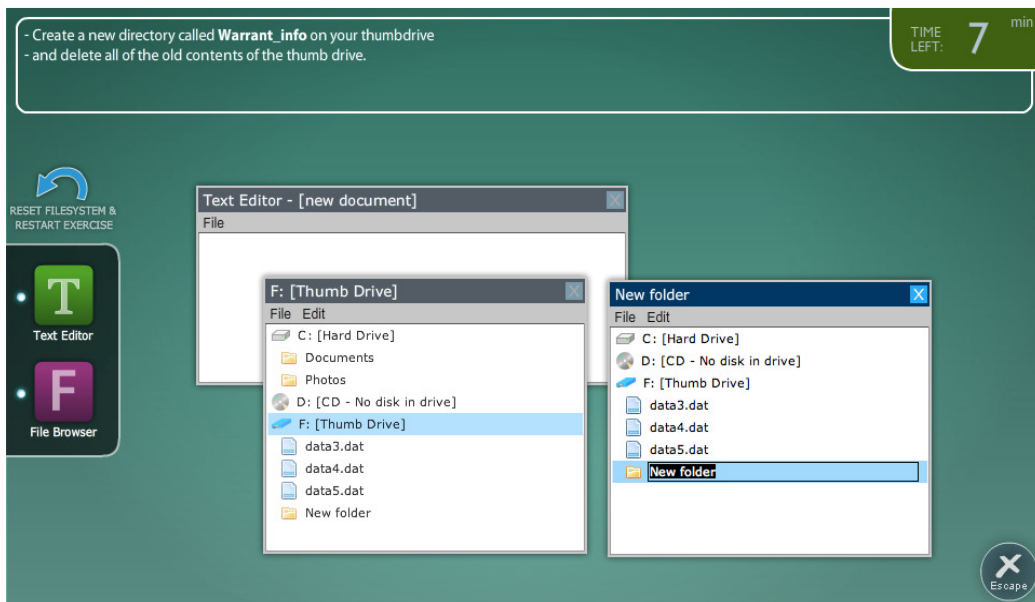 - Create a new directory called Warrant_info on your thumbdrive
- and delete all of the old contents of the thumb drive.
TIME LEFT: 7 min
RESET FILESYSTEM &
RESTART EXERCISE
T
Text Editor
F
File Browser
Text Editor - [new document]
X
File
F: [Thumb Drive]
X
File Edit
C: [Hard Drive]
Documents
Photos
D: [CD - No disk in drive]
F: [Thumb Drive]
data3.dat
data4.dat
data5.dat
New folder
New folder
X
File Edit
C: [Hard Drive]
D: [CD - No disk in drive]
F: [Thumb Drive]
data3.dat
data4.dat
data5.dat
New folder
X
Escape